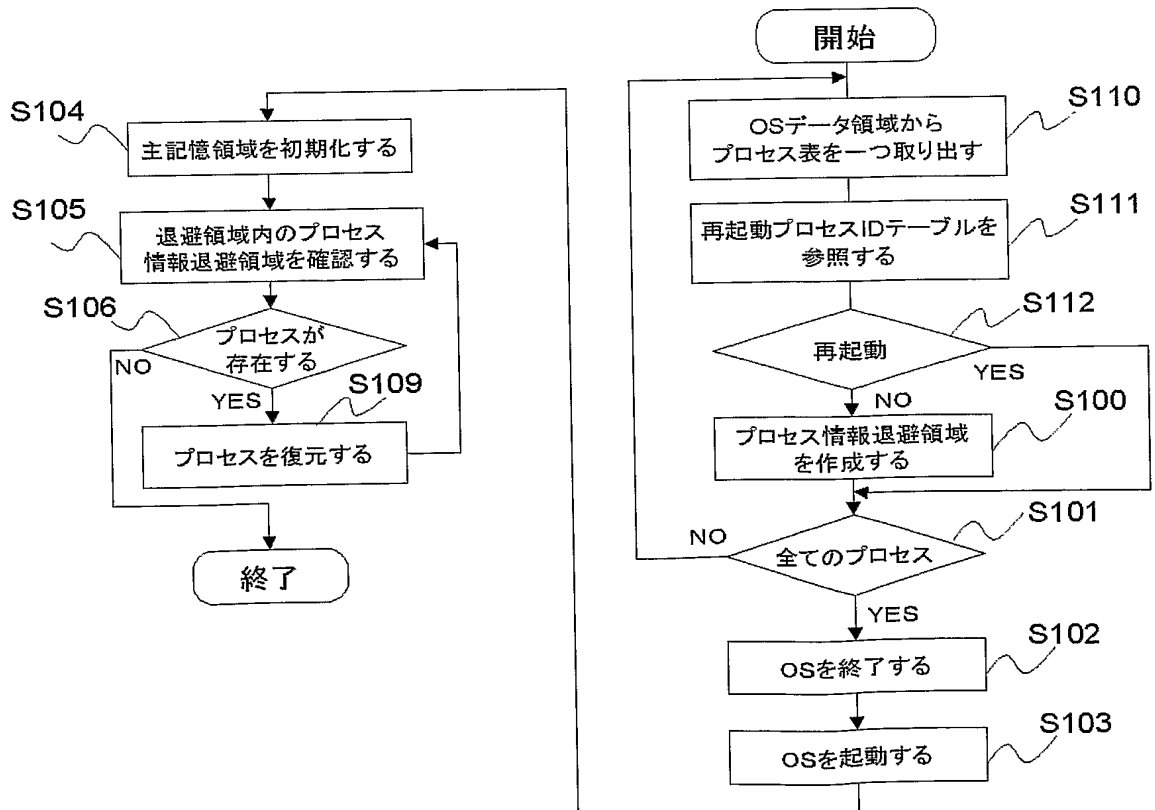 開始
S110
OSデータ領域から
プロセス表を一つ取り出す
S111
再起動プロセスIDテーブルを
参照する
S112
再起動
YES
NO
S100
プロセス情報退避領域
を作成する
S101
全てのプロセス
NO
YES
S102
OSを終了する
S103
OSを起動する
S104
主記憶領域を初期化する
S105
退避領域内のプロセス
情報退避領域を確認する
S106
プロセスが
存在する
NO
YES
S109
プロセスを復元する
終了